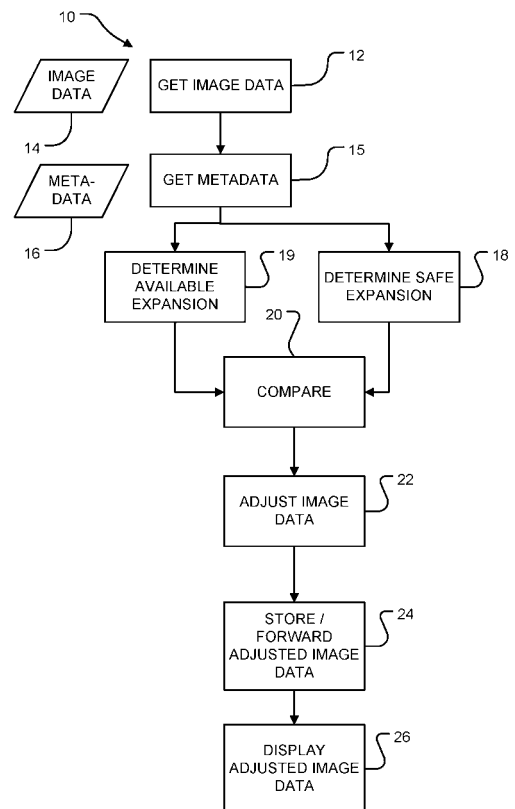 10
12
IMAGE
DATA
GET IMAGE DATA
14
15
META-
DATA
GET METADATA
16
19
18
DETERMINE
AVAILABLE
EXPANSION
DETERMINE SAFE
EXPANSION
20
COMPARE
22
ADJUST IMAGE
DATA
24
STORE /
FORWARD
ADJUSTED IMAGE
DATA
26
DISPLAY
ADJUSTED IMAGE
DATA